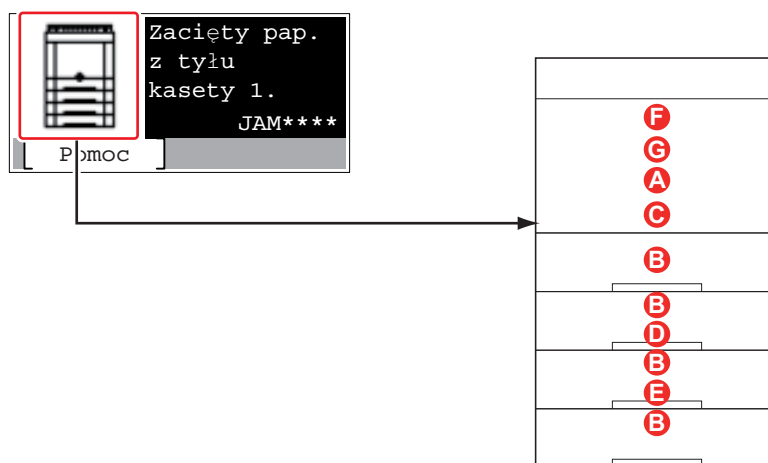 Zacięty pap.
z tyłu
kasety 1.
JAM****
Pomoc
F
G
A
C
B
B
D
B
E
B